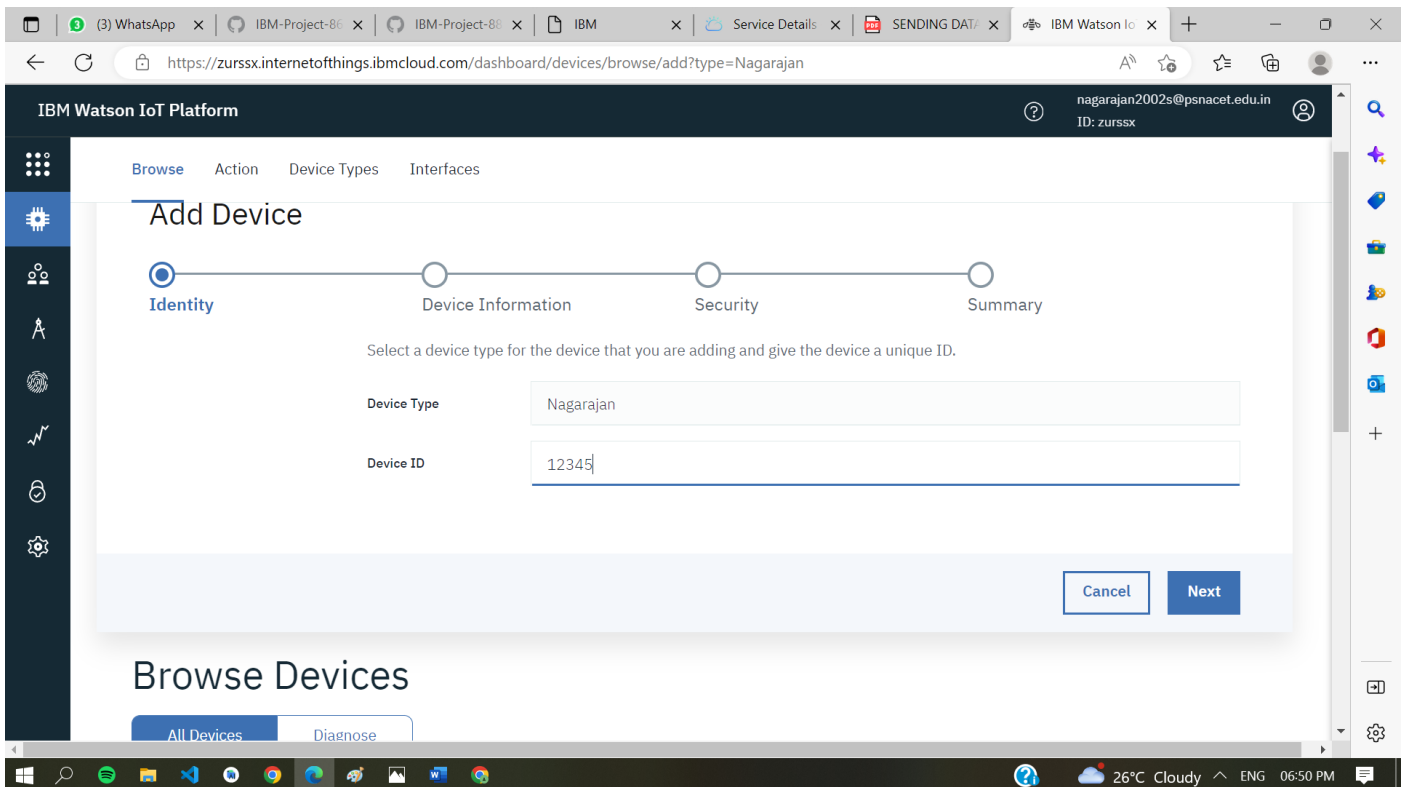 3 (3) WhatsApp IBM-Project-86 IBM-Project-88 IBM Service Details SENDING DATA IBM Watson Io
https://zurssx.internetofthings.ibmcloud.com/dashboard/devices/browse/add?type=Nagarajan
IBM Watson IoT Platform
nagarajan2002s@psnacet.edu.in
ID: zurssx
Browse Action Device Types Interfaces
Add Device
Identity Device Information Security Summary
Select a device type for the device that you are adding and give the device a unique ID.
Device Type Nagarajan
Device ID 12345
Cancel Next
Browse Devices
All Devices Diagnose
26°C Cloudy ENG 06:50 PM